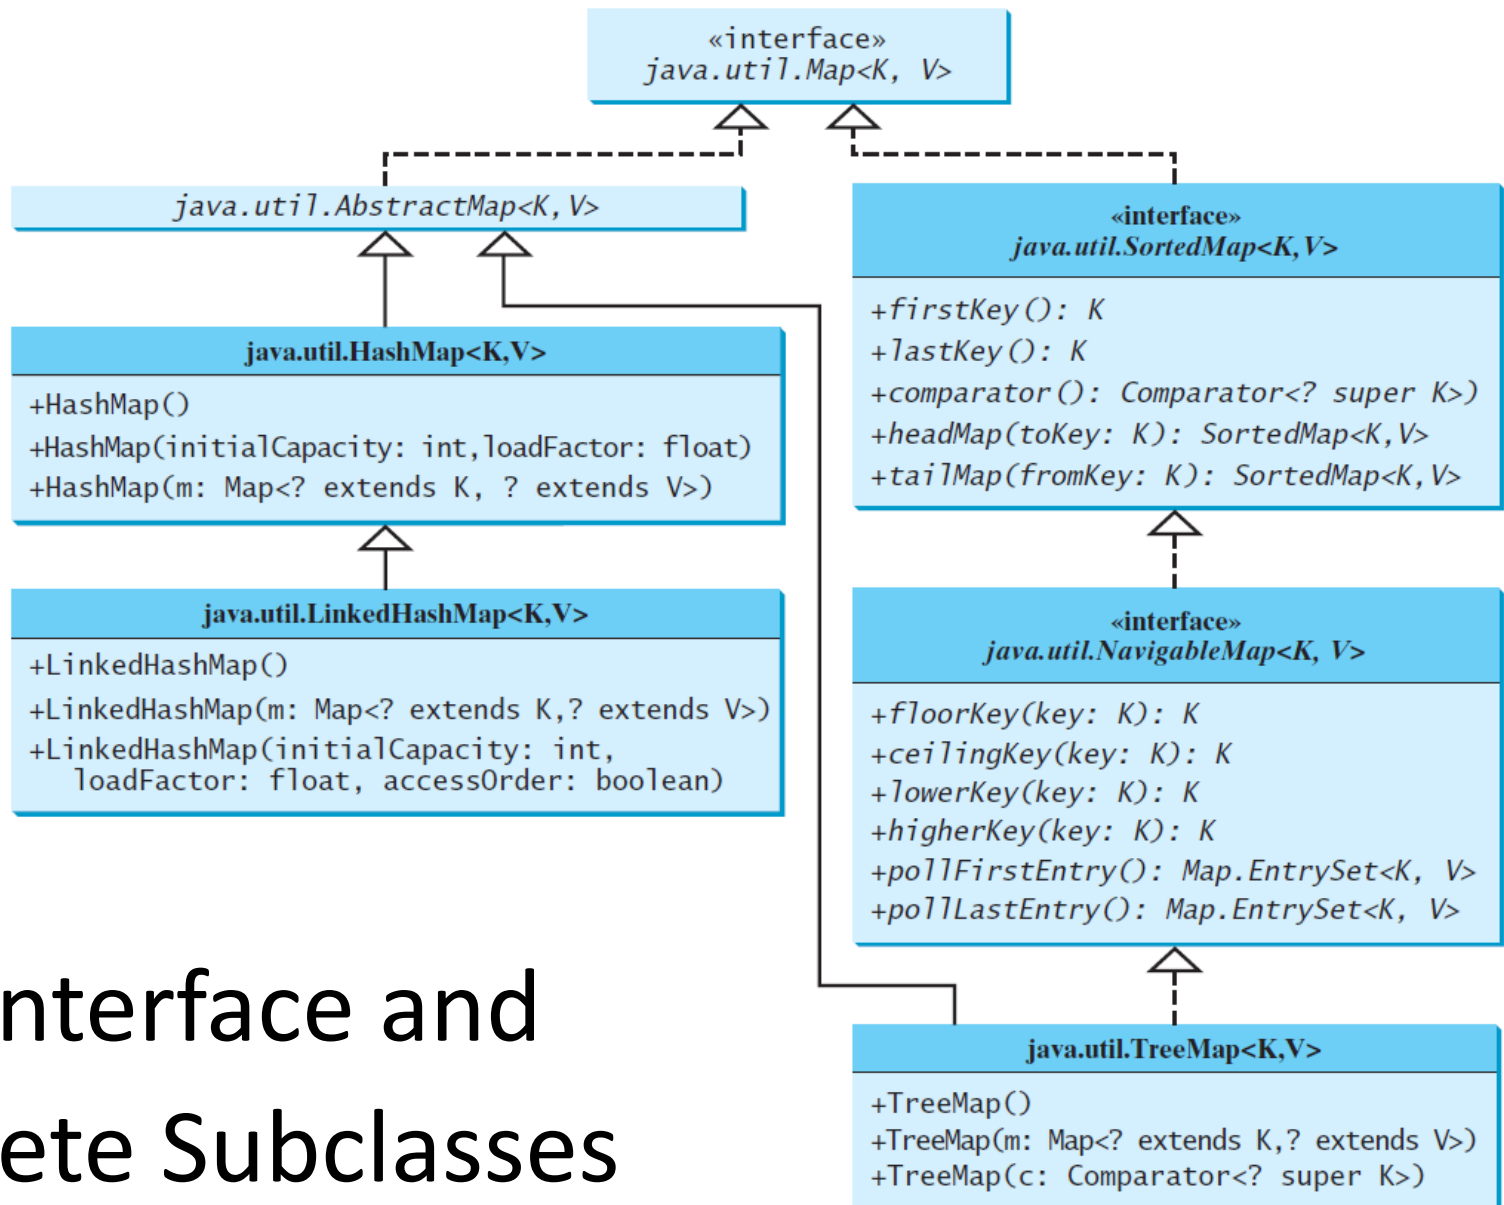 «interface»
java.util.Map<K, V>
java.util.AbstractMap<K,V>
«interface»
java.util.SortedMap<K,V>
+firstKey(): K
+lastKey(): K
+comparator(): Comparator<? super K>)
+headMap(toKey: K): SortedMap<K,V>
+tailMap(fromKey: K): SortedMap<K,V>
java.util.HashMap<K,V>
+HashMap()
+HashMap(initialCapacity: int,loadFactor: float)
+HashMap(m: Map<? extends K, ? extends V>)
java.util.LinkedHashMap<K,V>
+LinkedHashMap()
+LinkedHashMap(m: Map<? extends K,? extends V>)
+LinkedHashMap(initialCapacity: int,
loadFactor: float, accessOrder: boolean)
«interface»
java.util.NavigableMap<K, V>
+floorKey(key: K): K
+ceilingKey(key: K): K
+lowerKey(key: K): K
+higherKey(key: K): K
+pollFirstEntry(): Map.EntrySet<K, V>
+pollLastEntry(): Map.EntrySet<K, V>
java.util.TreeMap<K,V>
+TreeMap()
+TreeMap(m: Map<? extends K,? extends V>)
+TreeMap(c: Comparator<? super K>)
nterface and
ete Subclasses